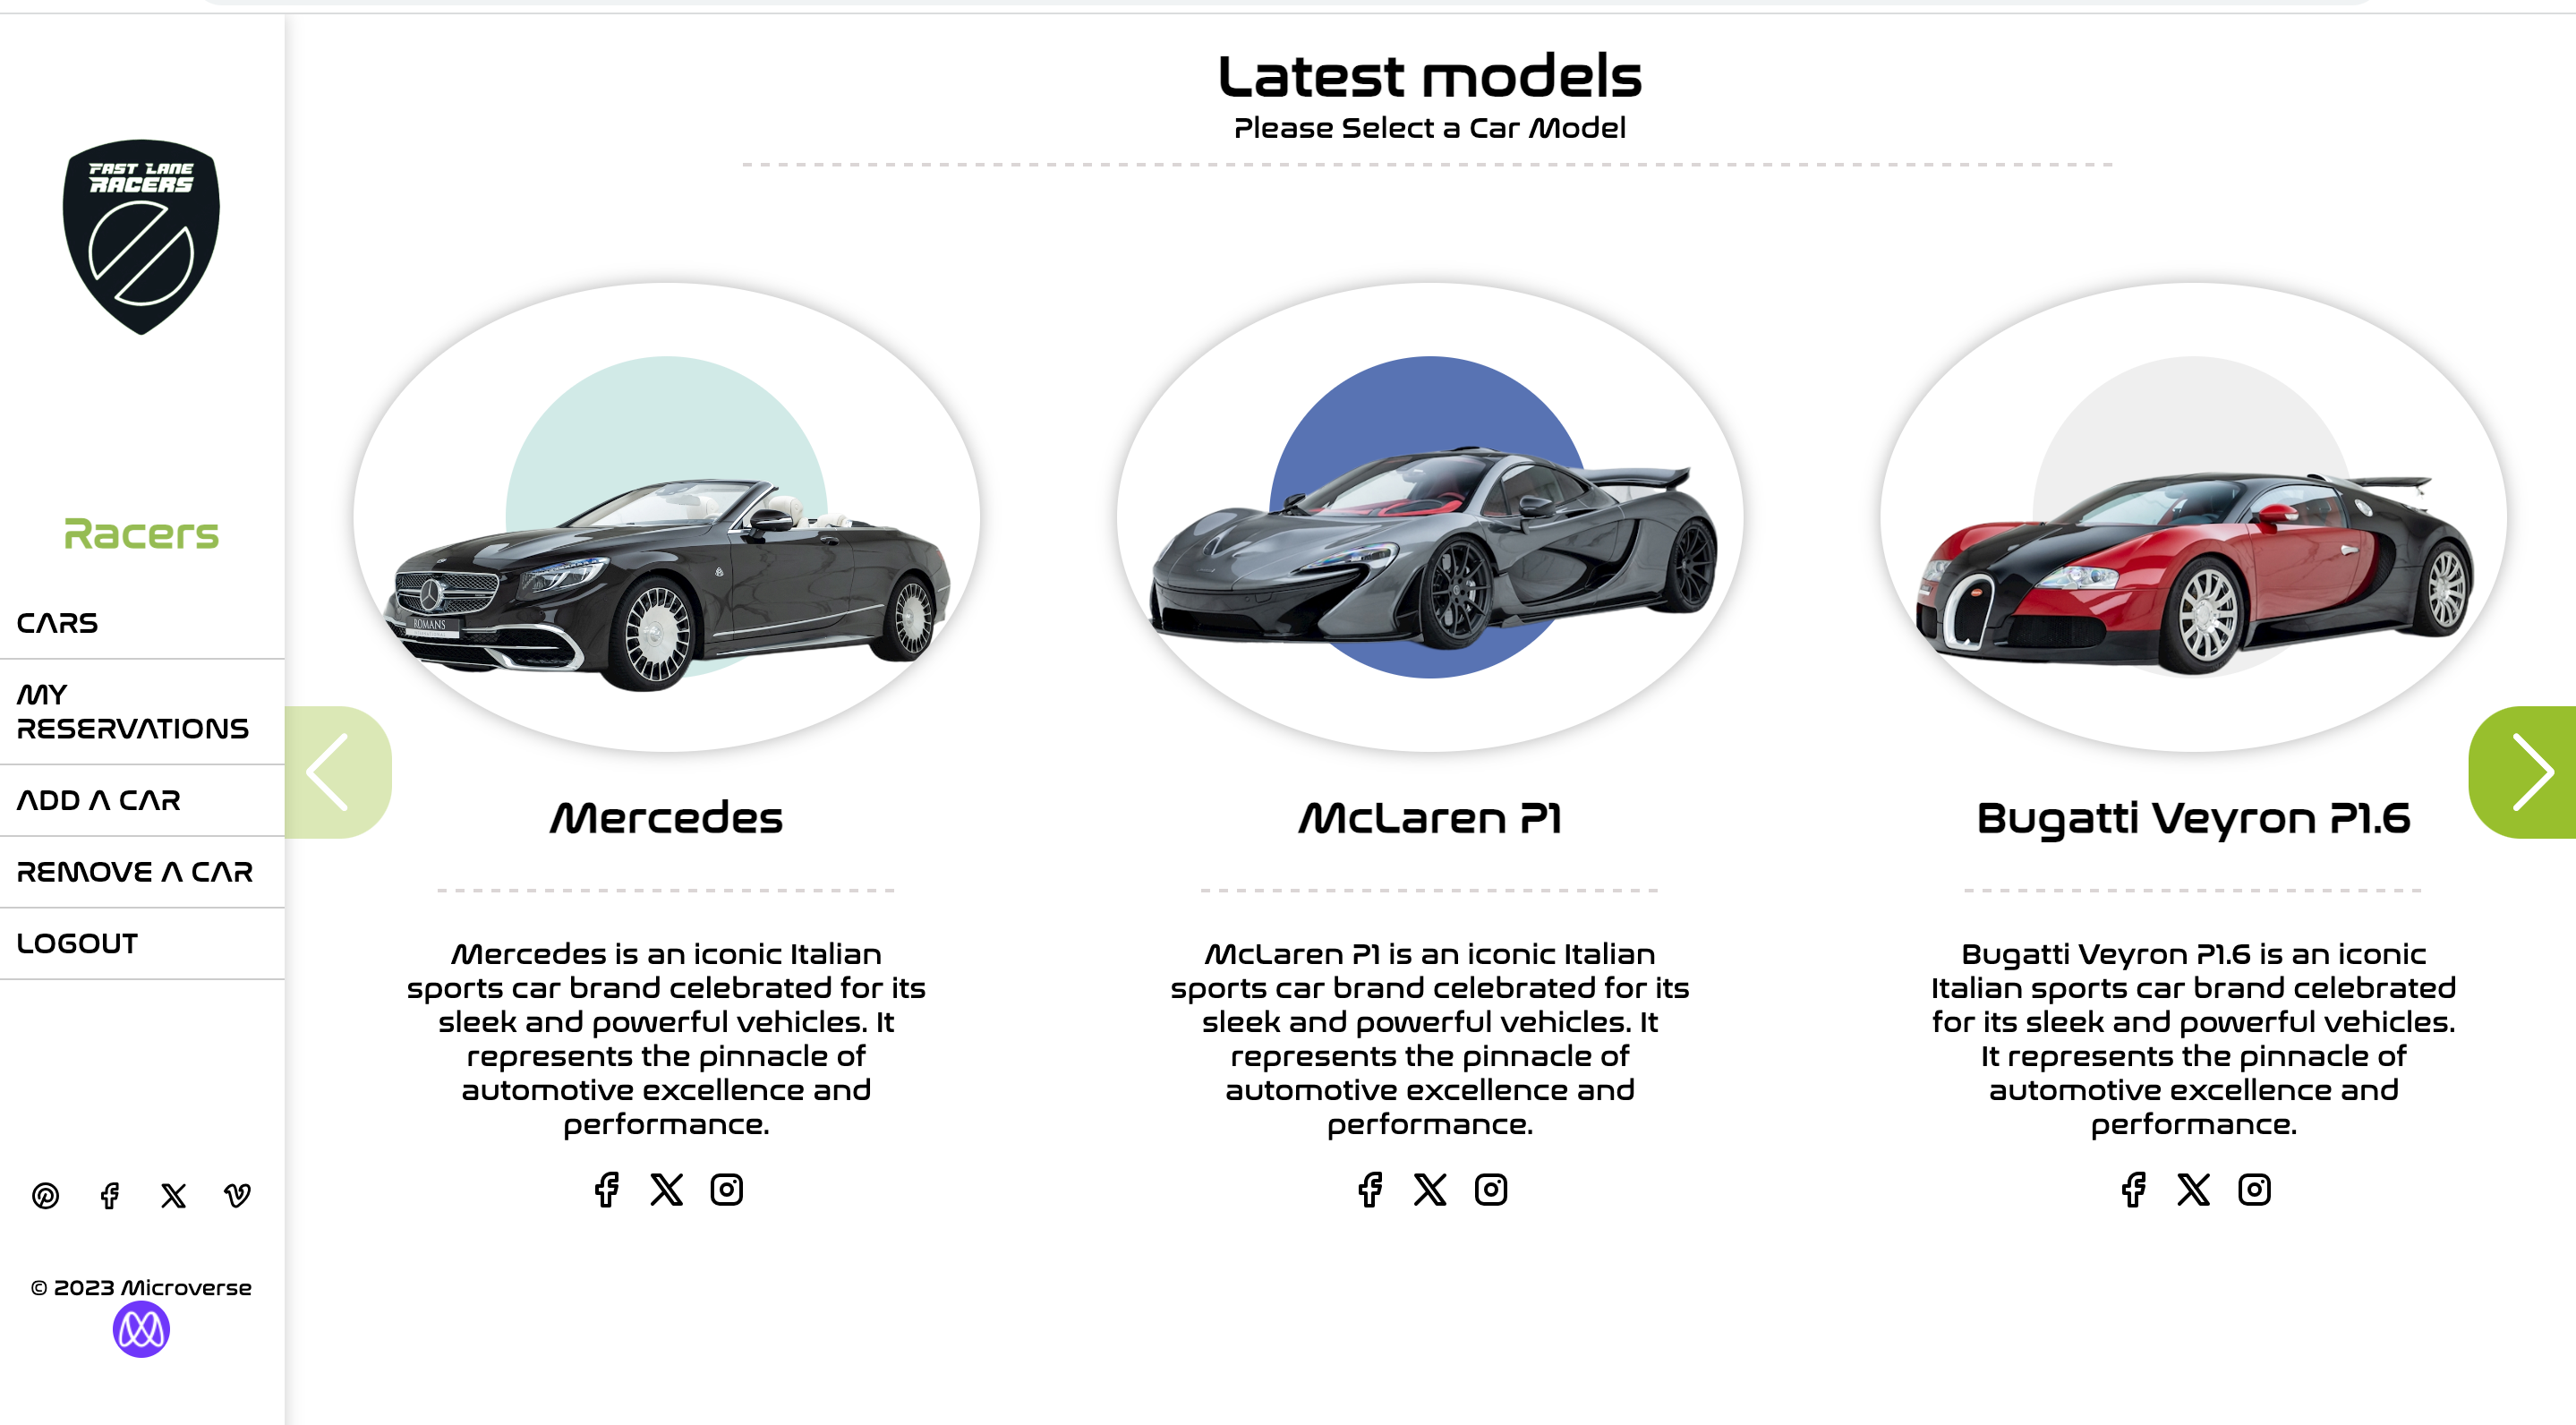 FAST LANE
RACERS
Racers
CARS
MY
RESERVATIONS
ADD A CAR
REMOVE A CAR
LOGOUT
© 2023 Microverse
Latest models
Please Select a Car Model
ROMANS
Mercedes
Mercedes is an iconic Italian
sports car brand celebrated for its
sleek and powerful vehicles. It
represents the pinnacle of
automotive excellence and
performance.
McLaren P1
McLaren P1 is an iconic Italian
sports car brand celebrated for its
sleek and powerful vehicles. It
represents the pinnacle of
automotive excellence and
performance.
Bugatti Veyron P1.6
Bugatti Veyron P1.6 is an iconic
Italian sports car brand celebrated
for its sleek and powerful vehicles.
It represents the pinnacle of
automotive excellence and
performance.